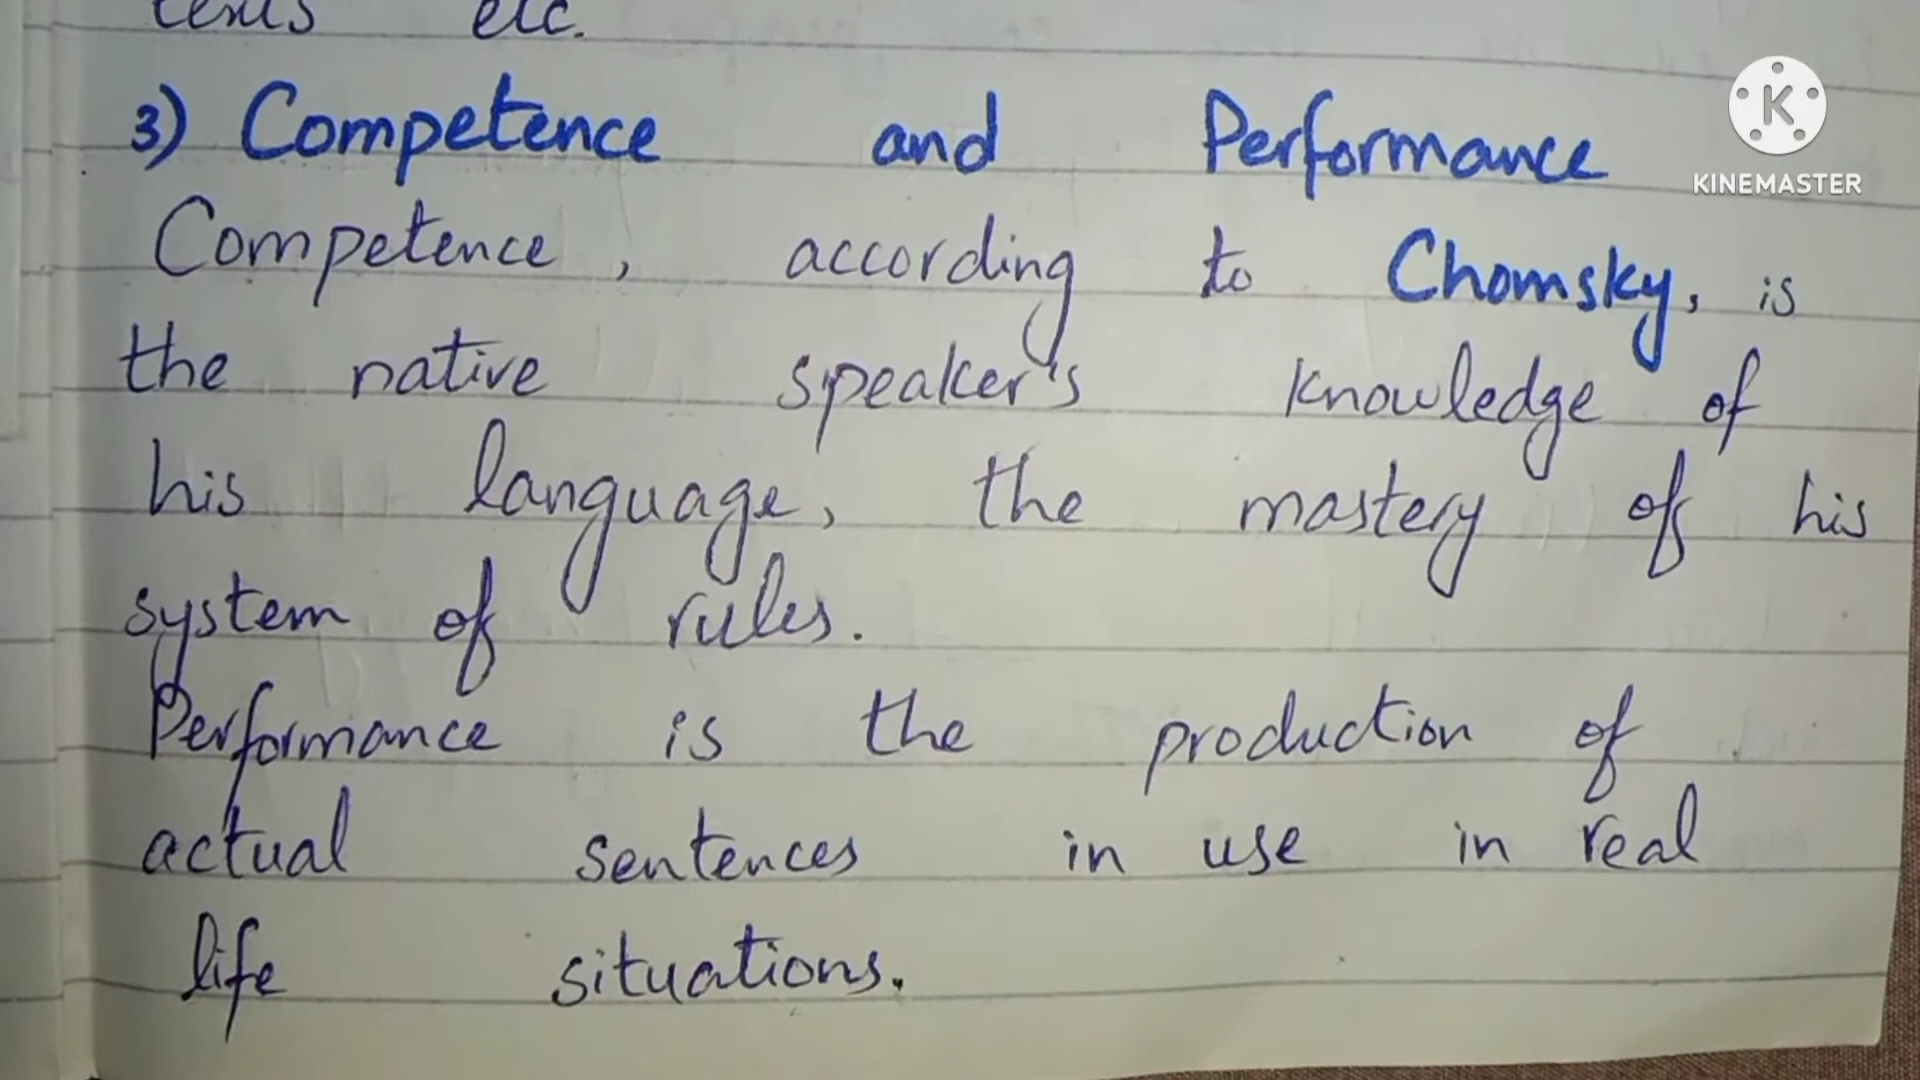 texts etc.
3) Competence and Performance
KINEMASTER
Competence, according to Chomsky, is
the native speaker's knowledge of
his language, the mastery of his
system of rules.
Performance is the production of
actual sentences in use in real
life situations.